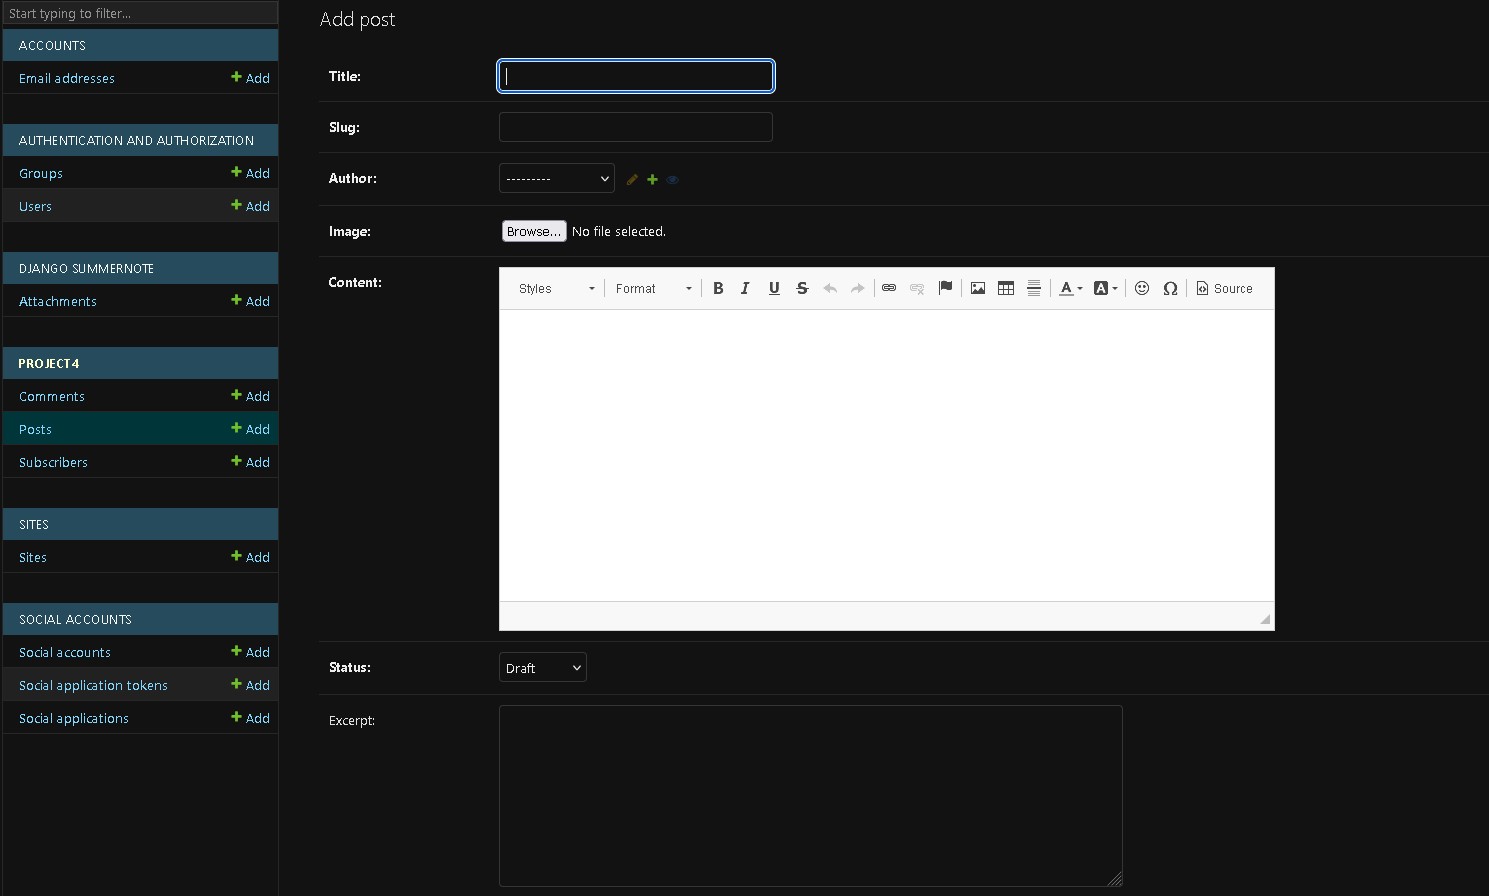 Start typing to filter...
ACCOUNTS
Email addresses Add
AUTHENTICATION AND AUTHORIZATION
Groups Add
Users Add
DJANGO SUMMERNOTE
Attachments Add
PROJECT4
Comments Add
Posts Add
Subscribers Add
SITES
Sites Add
SOCIAL ACCOUNTS
Social accounts Add
Social application tokens Add
Social applications Add
Add post
Title:
Slug:
Author: ---------
Image: Browse... No file selected.
Content:
Styles Format B I U S A A Ω Source
Status: Draft
Excerpt: